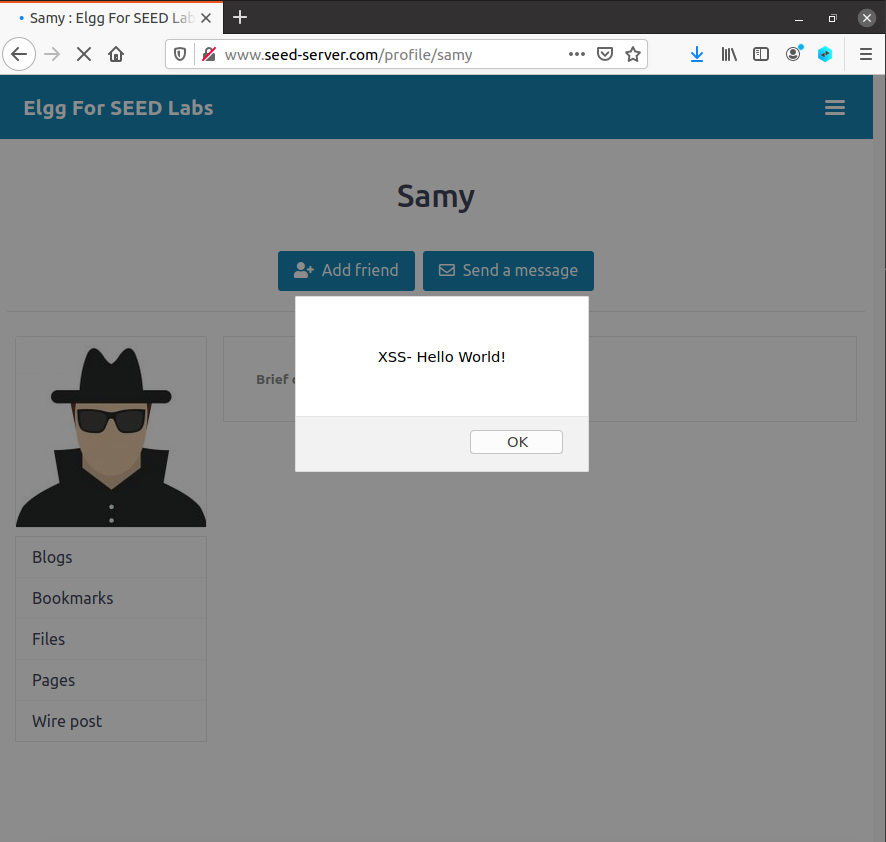 Samy : Elgg For SEED Lab
www.seed-server.com/profile/samy
Elgg For SEED Labs
Samy
Add friend Send a message
XSS- Hello World!
Brief
OK
Blogs
Bookmarks
Files
Pages
Wire post